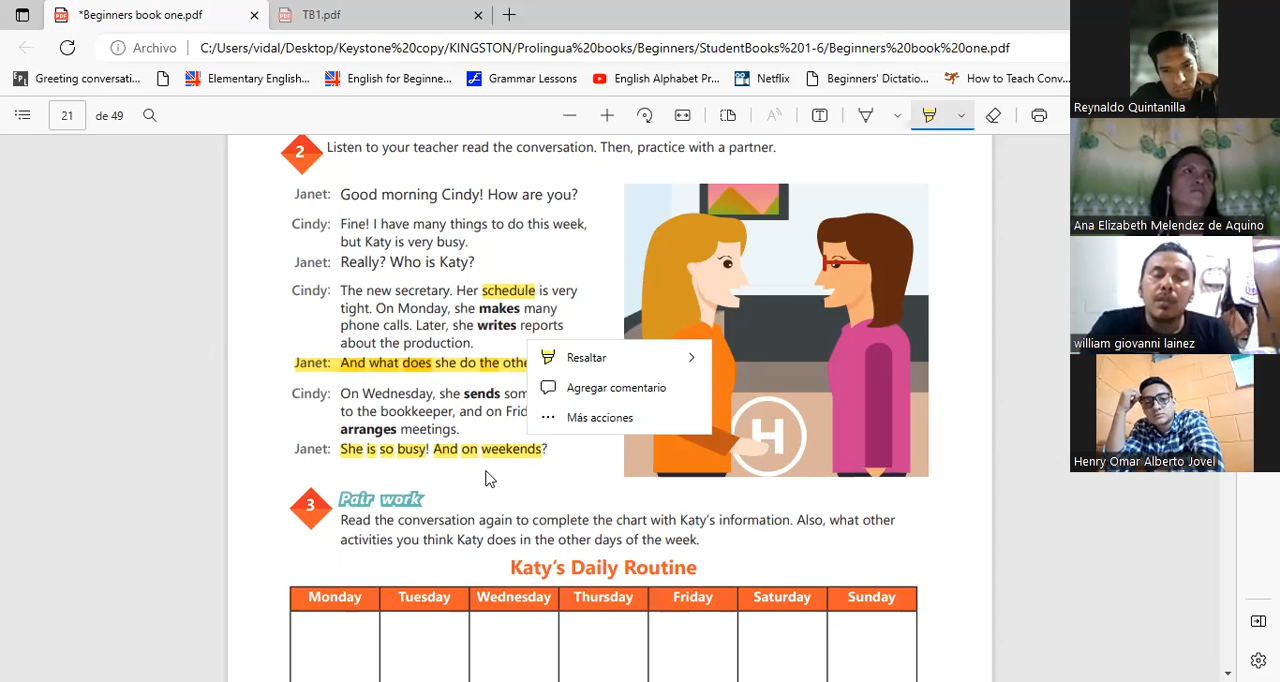 *Beginners book one.pdf
TB1.pdf
Archivo
C:/Users/vidal/Desktop/Keystone%20copy/KINGSTON/Prolingua%20books/Beginners/StudentBooks%201-6/Beginners%20book%20one.pdf
Greeting conversati...
Elementary English...
English for Beginne...
Grammar Lessons
English Alphabet Pr...
Netflix
Beginners' Dictatio...
How to Teach Conv...
21
de 49
2
Listen to your teacher read the conversation. Then, practice with a partner.
Janet: Good morning Cindy! How are you?
Cindy: Fine! I have many things to do this week,
but Katy is very busy.
Janet: Really? Who is Katy?
Cindy: The new secretary. Her schedule is very
tight. On Monday, she makes many
phone calls. Later, she writes reports
about the production.
Janet: And what does she do the othe
Cindy: On Wednesday, she sends som
to the bookkeeper, and on Frid
arranges meetings.
Janet: She is so busy! And on weekends?
Resaltar
Agregar comentario
Más acciones
H
3
Pair work
Read the conversation again to complete the chart with Katy's information. Also, what other
activities you think Katy does in the other days of the week.
Katy's Daily Routine
Monday Tuesday Wednesday Thursday Friday Saturday Sunday
Reynaldo Quintanilla
Ana Elizabeth Melendez de Aquino
william giovanni lainez
Henry Omar Alberto Jovel